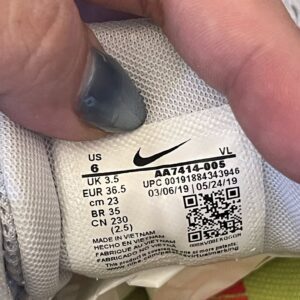 US VL
6 AA7414-005
UK 3.5 UPC 00191884343946
EUR 36.5 03/06/19 | 05/24/19
cm 23
BR 35
CN 230
(2.5)
MADE IN VIETNAM
HECHO EN VIETNAM
FABRIQUE AU VIETNAM